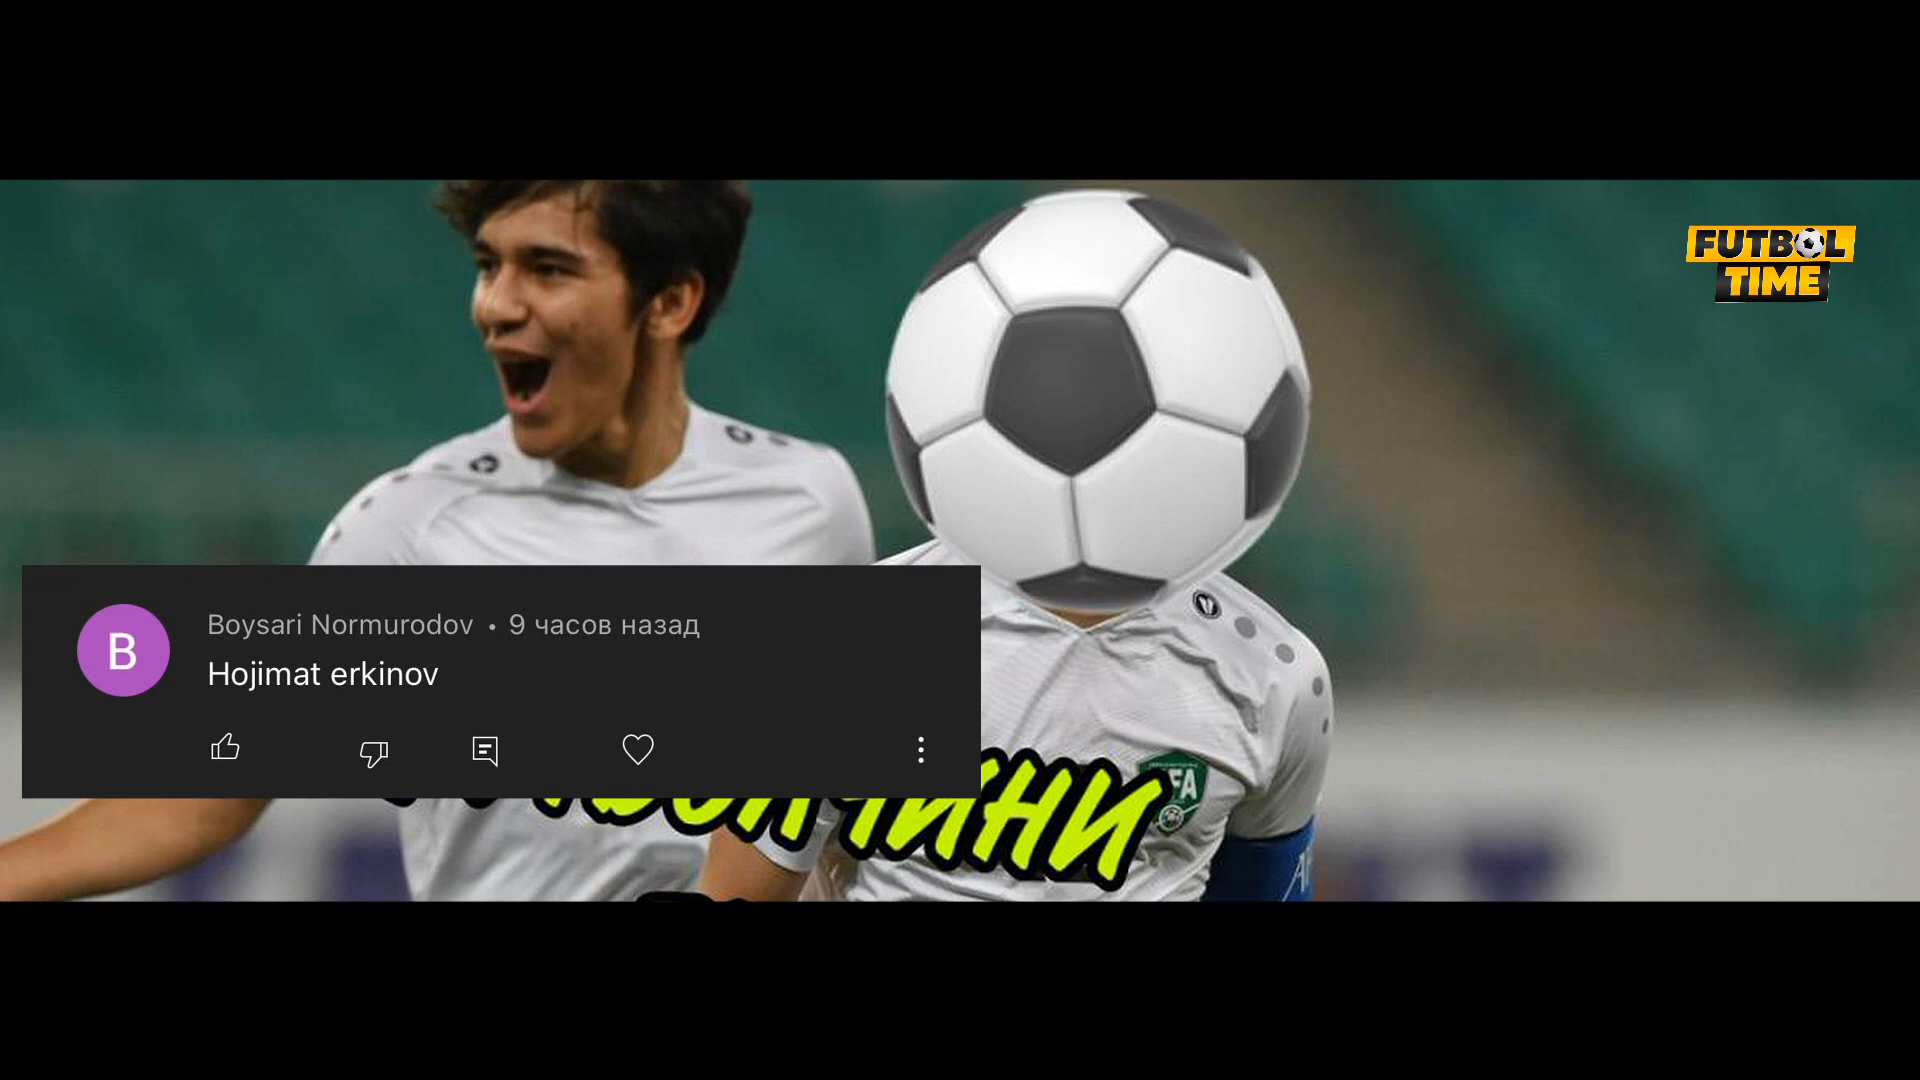 FUTBOL
TIME
Boysari Normurodov • 9 часов назад
B
Hojimat erkinov